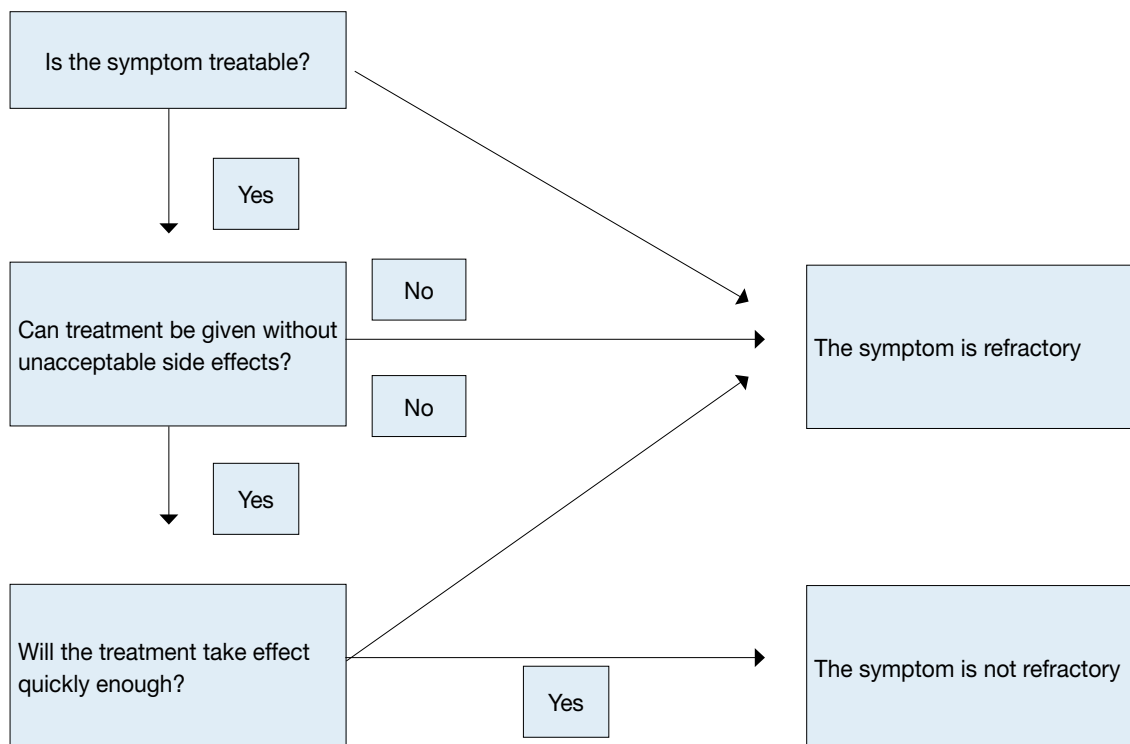 Is the symptom treatable?
Yes
No
Can treatment be given without
unacceptable side effects?
The symptom is refractory
No
Yes
Will the treatment take effect
quickly enough?
The symptom is not refractory
Yes